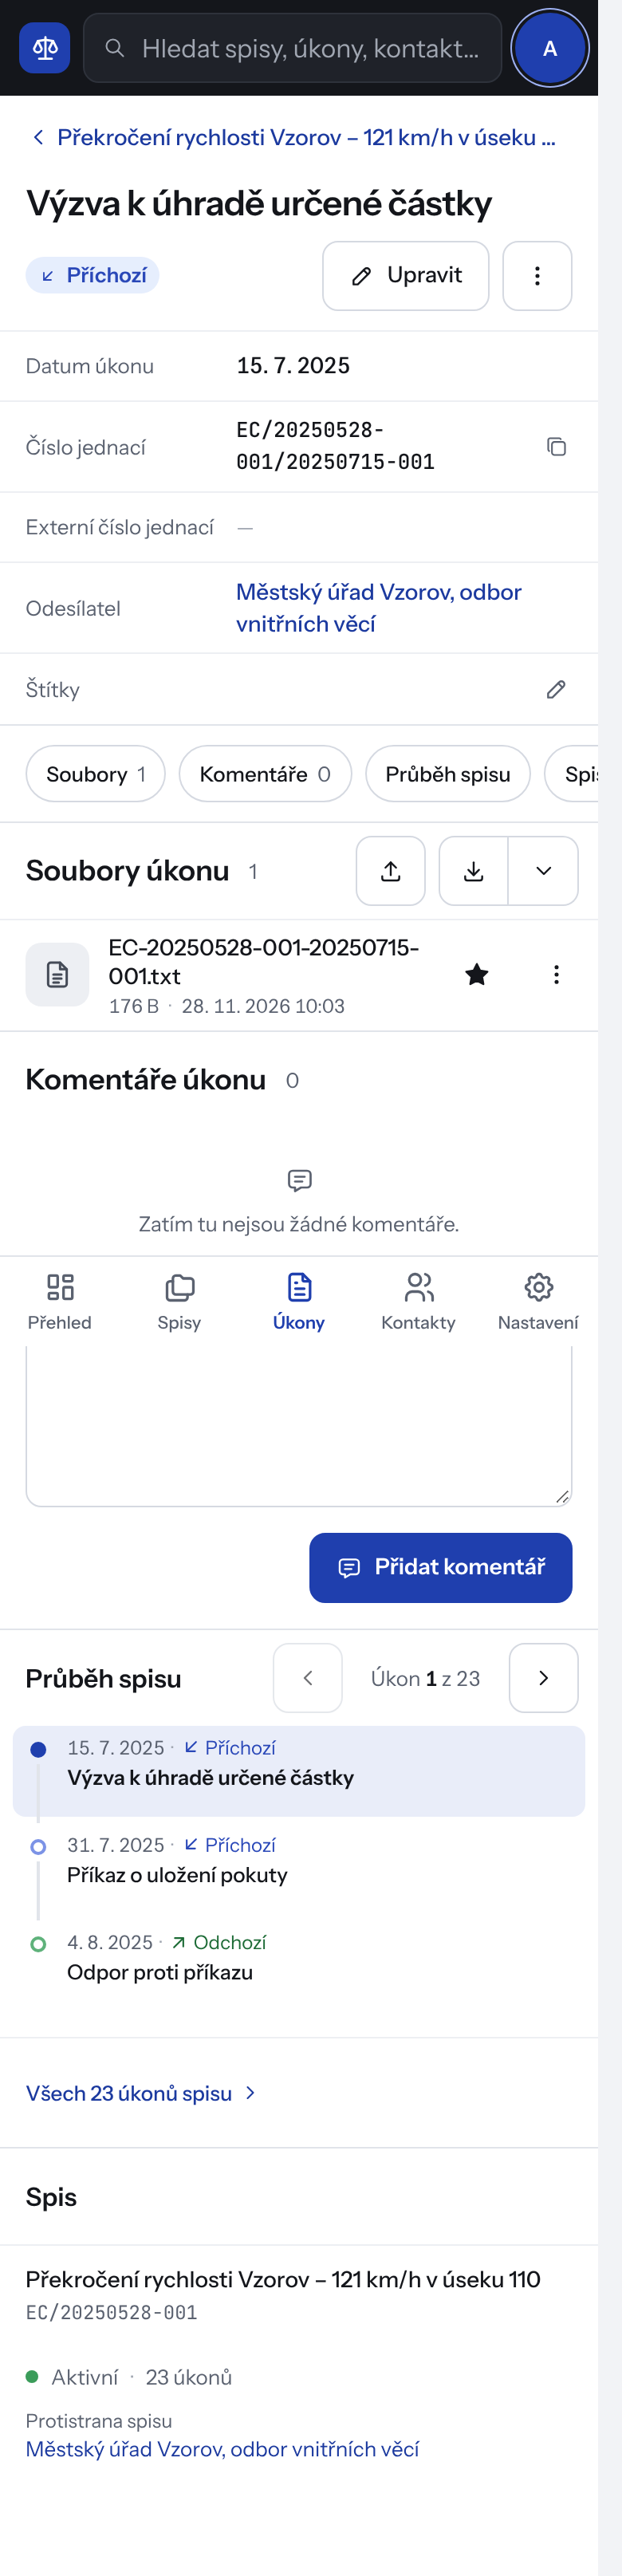 Hledat spisy, úkony, kontakt...
A
Překročení rychlosti Vzorov – 121 km/h v úseku ...
Výzva k úhradě určené částky
Příchozí
Upravit
Datum úkonu
15. 7. 2025
Číslo jednací
EC/20250528-
001/20250715-001
Externí číslo jednací
—
Odesílatel
Městský úřad Vzorov, odbor
vnitřních věcí
Štítky
Soubory 1
Komentáře 0
Průběh spisu
Spis
Soubory úkonu 1
EC-20250528-001-20250715-
001.txt
176 B · 28. 11. 2026 10:03
Komentáře úkonu 0
Zatím tu nejsou žádné komentáře.
Přehled
Spisy
Úkony
Kontakty
Nastavení
Přidat komentář
Průběh spisu
Úkon 1 z 23
15. 7. 2025 · Příchozí
Výzva k úhradě určené částky
31. 7. 2025 · Příchozí
Příkaz o uložení pokuty
4. 8. 2025 · Odchozí
Odpor proti příkazu
Všech 23 úkonů spisu
Spis
Překročení rychlosti Vzorov – 121 km/h v úseku 110
EC/20250528-001
Aktivní · 23 úkonů
Protistrana spisu
Městský úřad Vzorov, odbor vnitřních věcí